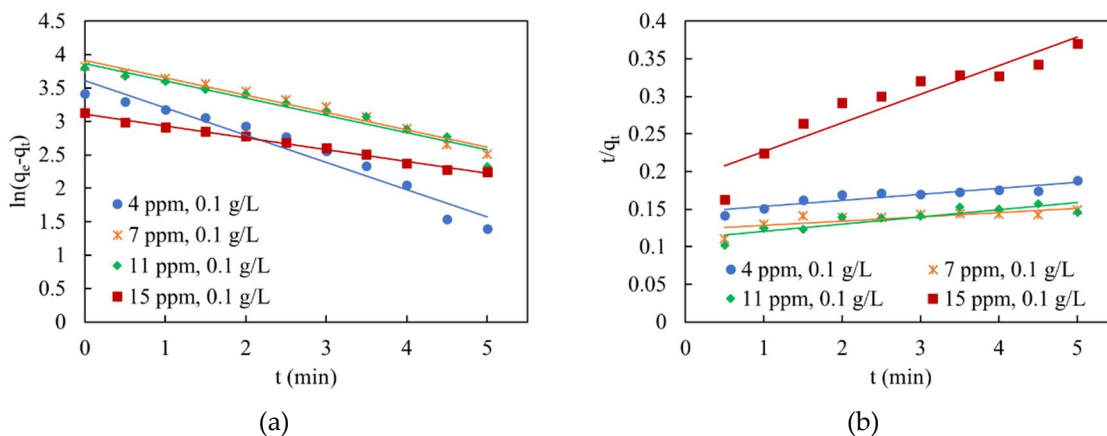 4.5
4
3.5
3
2.5
2
1.5
1
0.5
0
ln(qe-qt)
4 ppm, 0.1 g/L
7 ppm, 0.1 g/L
11 ppm, 0.1 g/L
15 ppm, 0.1 g/L
0 1 2 3 4 5
t (min)
(a)
0.4
0.35
0.3
0.25
0.2
0.15
0.1
0.05
0
t/qt
4 ppm, 0.1 g/L 7 ppm, 0.1 g/L
11 ppm, 0.1 g/L 15 ppm, 0.1 g/L
0 1 2 3 4 5
t (min)
(b)